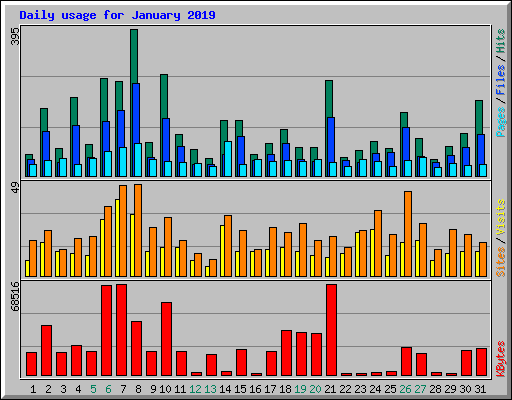 Daily usage for January 2019
395
Pages / Files / Hits
49
Sites / Visits
68516
KBytes
1 2 3 4 5 6 7 8 9 10 11 12 13 14 15 16 17 18 19 20 21 22 23 24 25 26 27 28 29 30 31